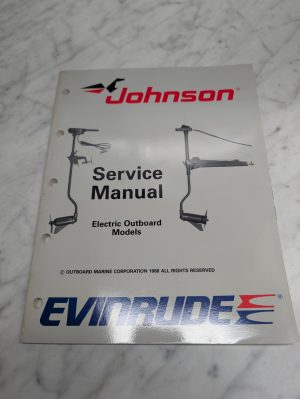 Johnson
Service
Manual
Electric Outboard
Models
© OUTBOARD MARINE CORPORATION 1988 ALL RIGHTS RESERVED
EVINRUDE